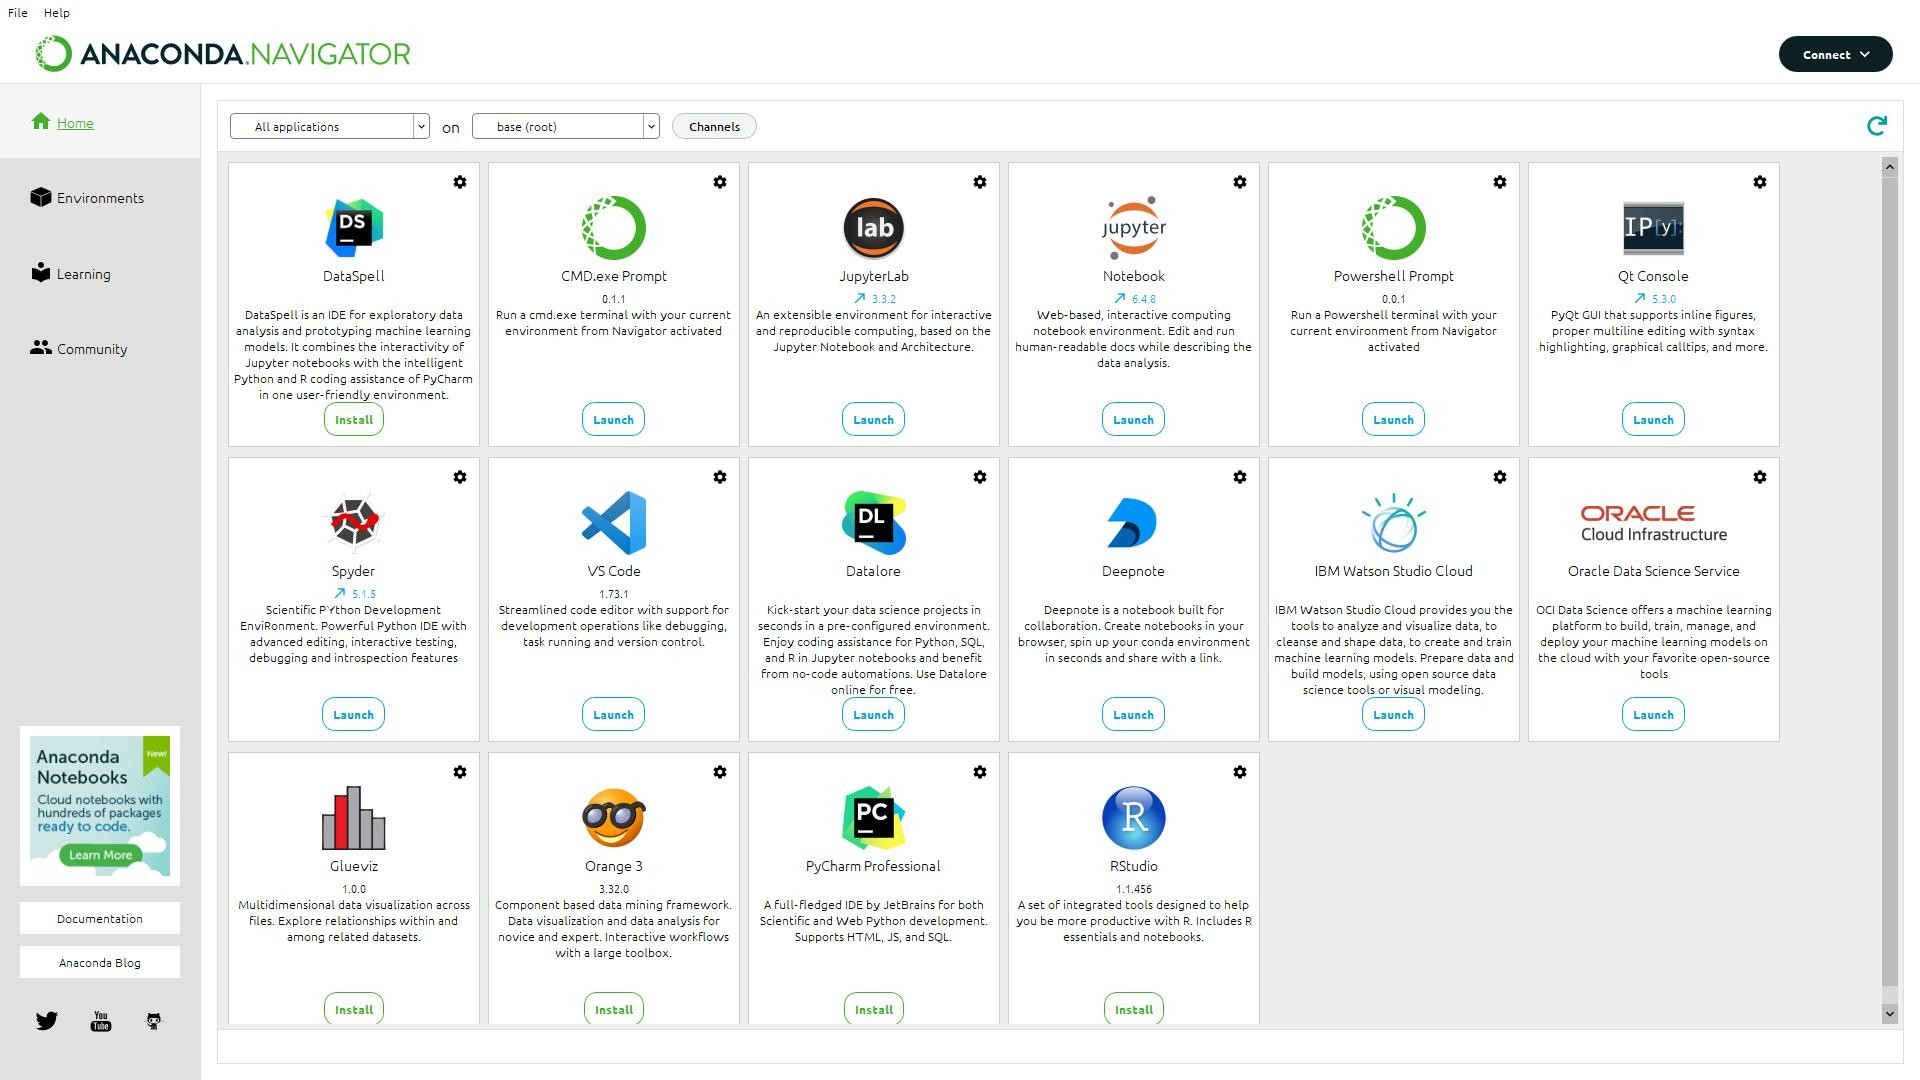 File Help
ANACONDA.NAVIGATOR
Connect
Home
Environments
Learning
Community
All applications on base (root) Channels
DS
DataSpell
DataSpell is an IDE for exploratory data
analysis and prototyping machine learning
models. It combines the interactivity of
Jupyter notebooks with the intelligent
Python and R coding assistance of PyCharm
in one user-friendly environment.
Install
CMD.exe Prompt
0.1.1
Run a cmd.exe terminal with your current
environment from Navigator activated
Launch
lab
JupyterLab
3.3.2
An extensible environment for interactive
and reproducible computing, based on the
Jupyter Notebook and Architecture.
Launch
jupyter
Notebook
6.4.8
Web-based, interactive computing
notebook environment. Edit and run
human-readable docs while describing the
data analysis.
Launch
Powershell Prompt
0.0.1
Run a Powershell terminal with your
current environment from Navigator
activated
Launch
IP[y]:
Qt Console
5.3.0
PyQt GUI that supports inline figures,
proper multiline editing with syntax
highlighting, graphical calltips, and more.
Launch
Spyder
5.1.5
Scientific PYthon Development
EnviRonment. Powerful Python IDE with
advanced editing, interactive testing,
debugging and introspection features
Launch
VS Code
1.73.1
Streamlined code editor with support for
development operations like debugging,
task running and version control.
Launch
DL
Datalore
Kick-start your data science projects in
seconds in a pre-configured environment.
Enjoy coding assistance for Python, SQL,
and R in Jupyter notebooks and benefit
from no-code automations. Use Datalore
online for free.
Launch
Deepnote
Deepnote is a notebook built for
collaboration. Create notebooks in your
browser, spin up your conda environment
in seconds and share with a link.
Launch
IBM Watson Studio Cloud
IBM Watson Studio Cloud provides you the
tools to analyze and visualize data, to
cleanse and shape data, to create and train
machine learning models. Prepare data and
build models, using open source data
science tools or visual modeling.
Launch
ORACLE
Cloud Infrastructure
Oracle Data Science Service
OCI Data Science offers a machine learning
platform to build, train, manage, and
deploy your machine learning models on
the cloud with your favorite open-source
tools
Launch
Glueviz
1.0.0
Multidimensional data visualization across
files. Explore relationships within and
among related datasets.
Install
Orange 3
3.32.0
Component based data mining framework.
Data visualization and data analysis for
novice and expert. Interactive workflows
with a large toolbox.
Install
PC
PyCharm Professional
A full-fledged IDE by JetBrains for both
Scientific and Web Python development.
Supports HTML, JS, and SQL.
Install
R
RStudio
1.1.456
A set of integrated tools designed to help
you be more productive with R. Includes R
essentials and notebooks.
Install
Anaconda
Notebooks
New!
Cloud notebooks with
hundreds of packages
ready to code.
Learn More
Documentation
Anaconda Blog
You
Tube